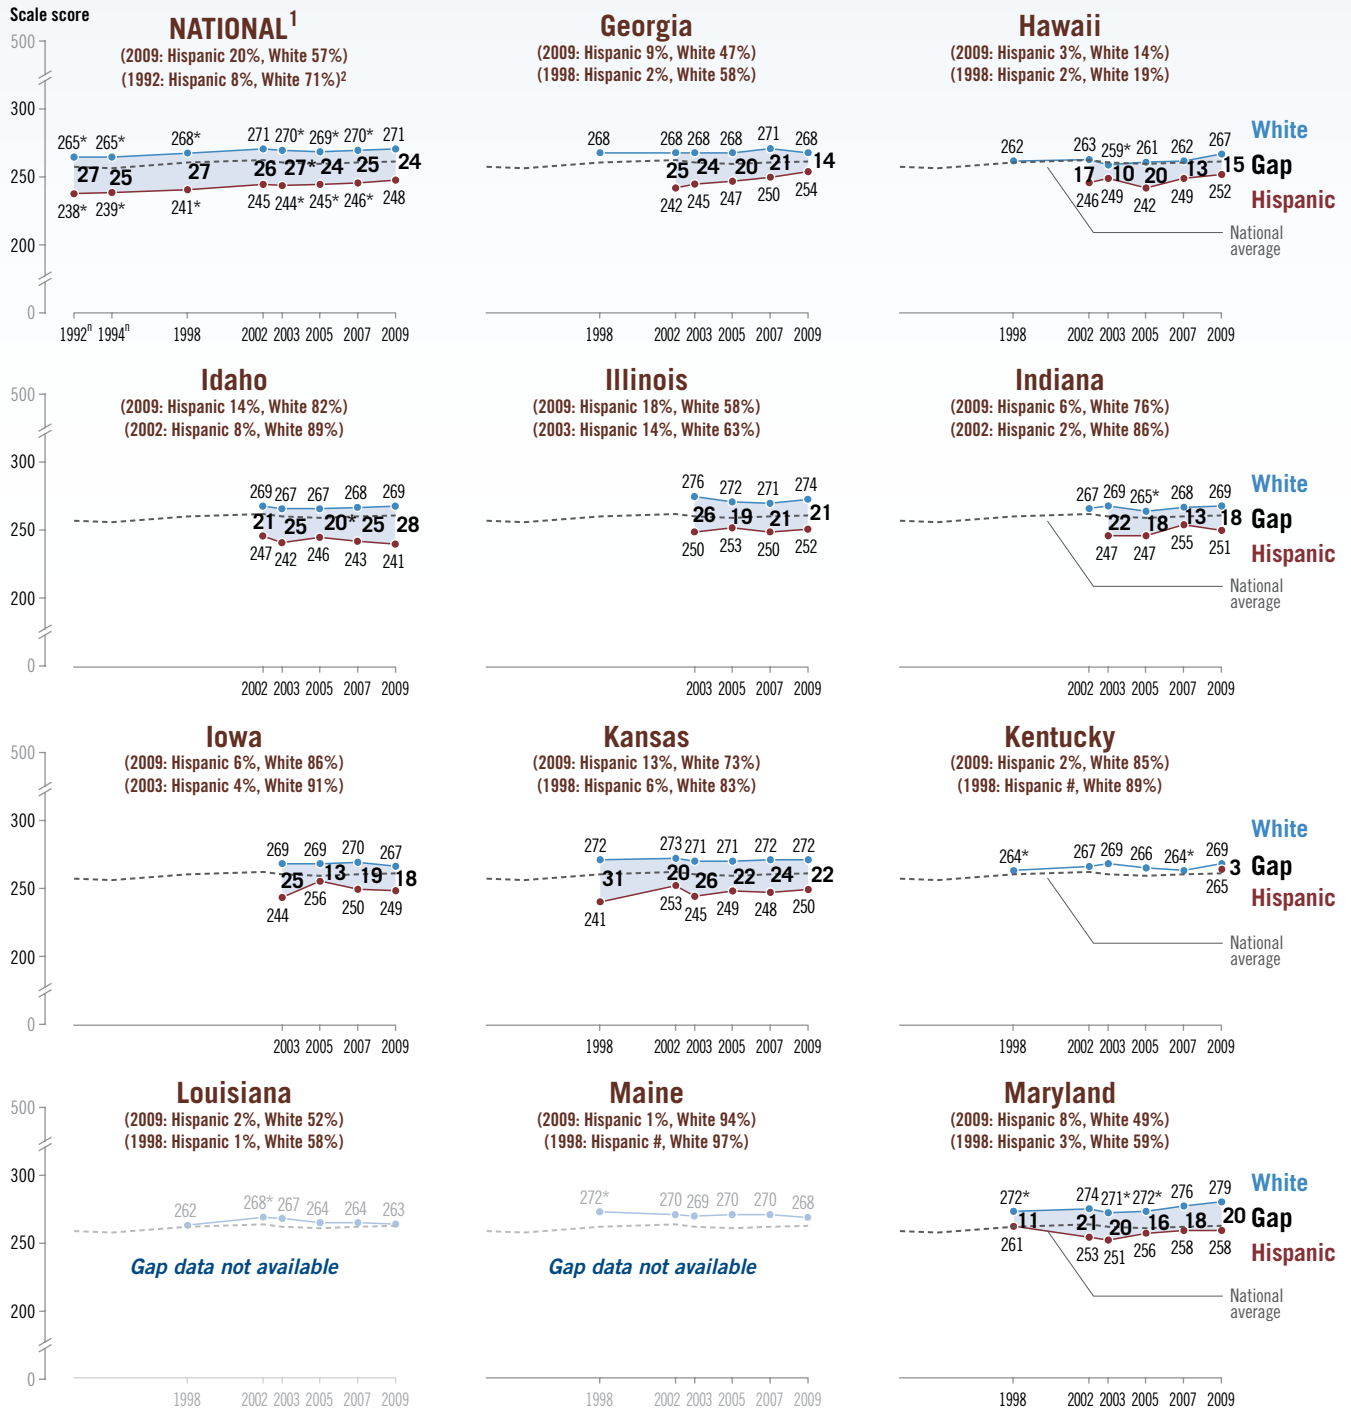 Scale score
NATIONAL1
(2009: Hispanic 20%, White 57%)
(1992: Hispanic 8%, White 71%)2
500
300
250
200
0
265* 265* 268* 271 270* 269* 270* 271
27 25 27 26 27* 24 25 24
238* 239* 241* 245 244* 245* 246* 248
1992n 1994n 1998 2002 2003 2005 2007 2009
Georgia
(2009: Hispanic 9%, White 47%)
(1998: Hispanic 2%, White 58%)
268 268 268 268 271 268
25 24 20 21 14
242 245 247 250 254
1998 2002 2003 2005 2007 2009
Hawaii
(2009: Hispanic 3%, White 14%)
(1998: Hispanic 2%, White 19%)
262 263 259* 261 262 267
17 10 20 13 15
246 249 242 249 252
White
Gap
Hispanic
National
average
1998 2002 2003 2005 2007 2009
Idaho
(2009: Hispanic 14%, White 82%)
(2002: Hispanic 8%, White 89%)
500
300
250
200
0
269 267 267 268 269
21 25 20* 25 28
247 242 246 243 241
2002 2003 2005 2007 2009
Illinois
(2009: Hispanic 18%, White 58%)
(2003: Hispanic 14%, White 63%)
276 272 271 274
26 19 21 21
250 253 250 252
2003 2005 2007 2009
Indiana
(2009: Hispanic 6%, White 76%)
(2002: Hispanic 2%, White 86%)
267 269 265* 268 269
22 18 13 18
247 247 255 251
White
Gap
Hispanic
National
average
2002 2003 2005 2007 2009
Iowa
(2009: Hispanic 6%, White 86%)
(2003: Hispanic 4%, White 91%)
500
300
250
200
0
269 269 270 267
25 13 19 18
244 256 250 249
2003 2005 2007 2009
Kansas
(2009: Hispanic 13%, White 73%)
(1998: Hispanic 6%, White 83%)
272 273 271 271 272 272
31 20 26 22 24 22
241 253 245 249 248 250
1998 2002 2003 2005 2007 2009
Kentucky
(2009: Hispanic 2%, White 85%)
(1998: Hispanic #, White 89%)
264* 267 269 266 264* 269
3
265
White
Gap
Hispanic
National
average
1998 2002 2003 2005 2007 2009
Louisiana
(2009: Hispanic 2%, White 52%)
(1998: Hispanic 1%, White 58%)
500
300
250
200
0
262 268* 267 264 264 263
Gap data not available
1998 2002 2003 2005 2007 2009
Maine
(2009: Hispanic 1%, White 94%)
(1998: Hispanic #, White 97%)
272* 270 269 270 270 268
Gap data not available
1998 2002 2003 2005 2007 2009
Maryland
(2009: Hispanic 8%, White 49%)
(1998: Hispanic 3%, White 59%)
272* 274 271* 272* 276 279
11 21 20 16 18 20
261 253 251 256 258 258
White
Gap
Hispanic
National
average
1998 2002 2003 2005 2007 2009